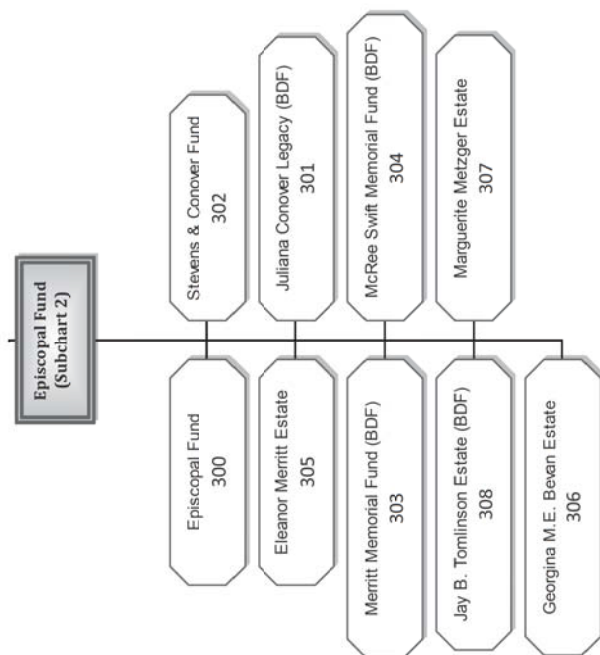 Episcopal Fund
(Subchart 2)
Episcopal Fund
300
Stevens & Conover Fund
302
Eleanor Merritt Estate
305
Juliana Conover Legacy (BDF)
301
Merritt Memorial Fund (BDF)
303
McRee Swift Memorial Fund (BDF)
304
Jay B. Tomlinson Estate (BDF)
308
Marguerite Metzger Estate
307
Georgina M.E. Bevan Estate
306